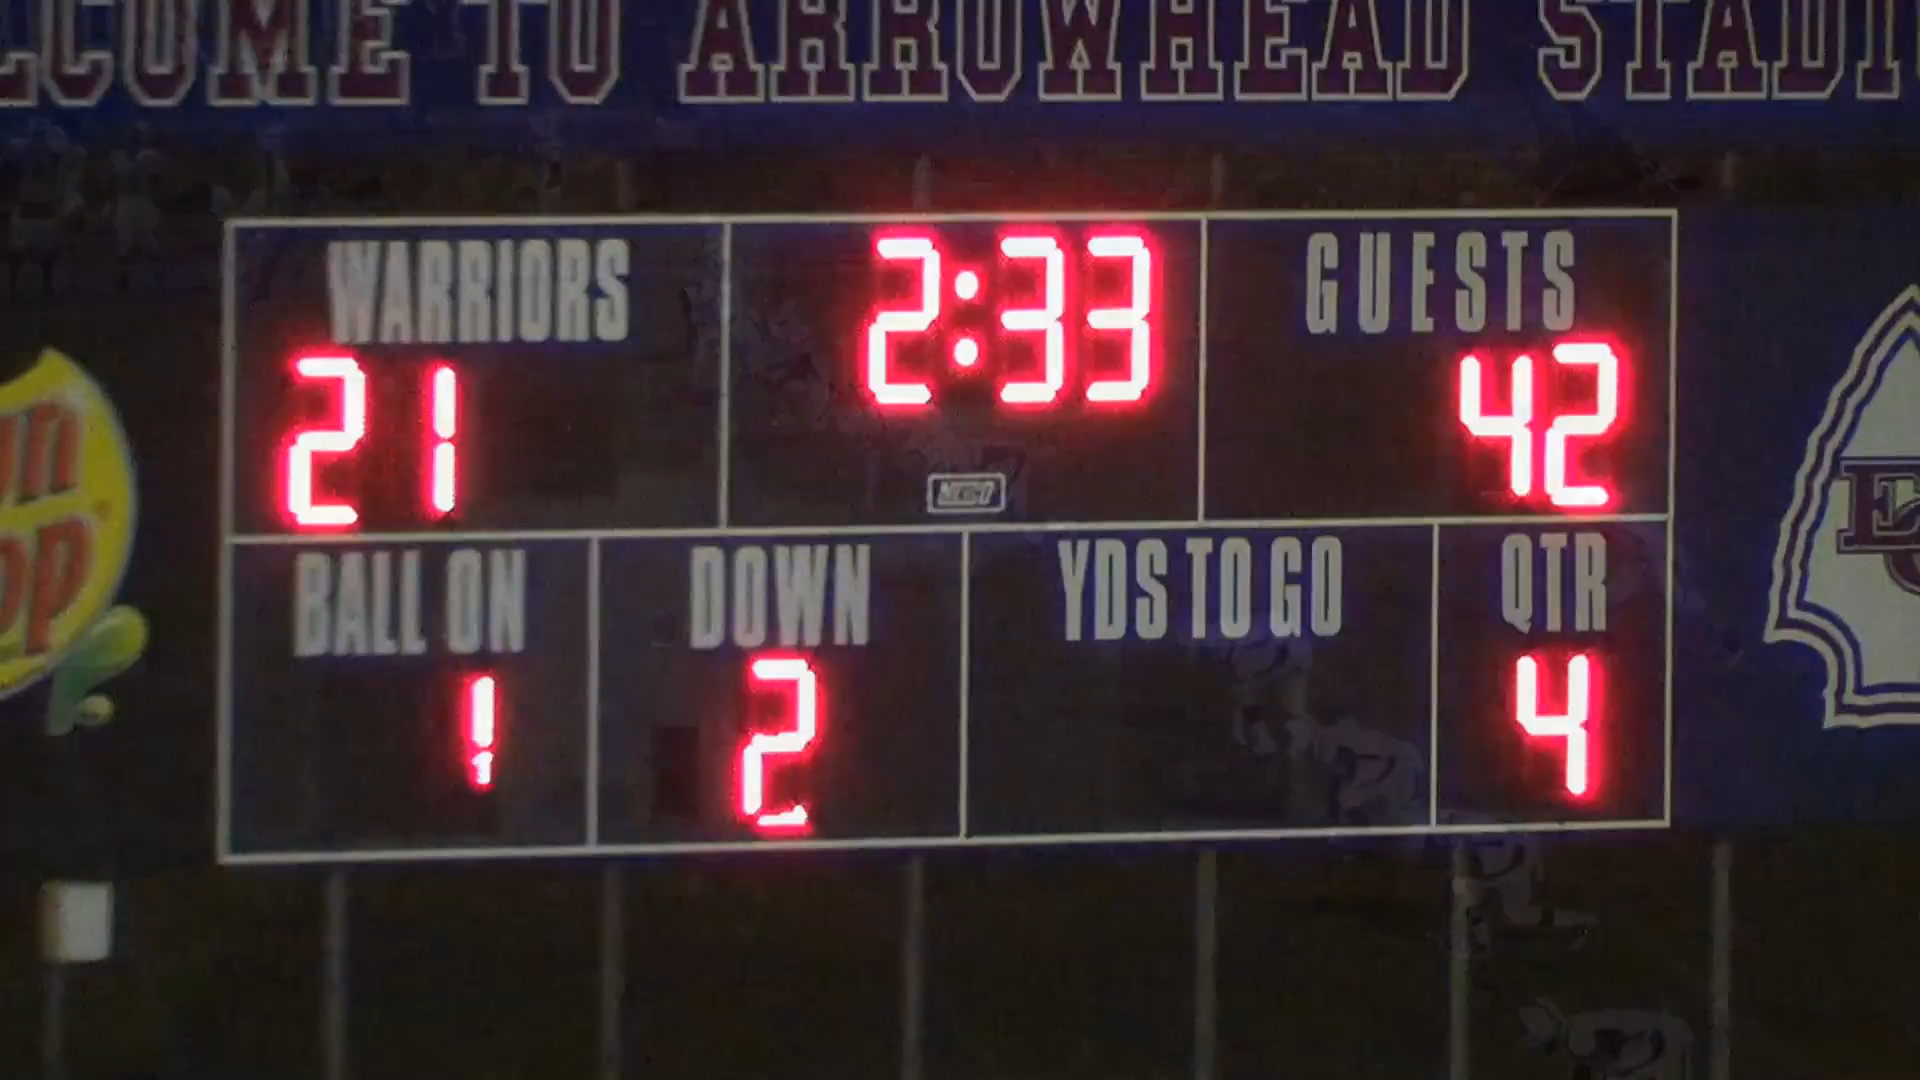 LCOME TO ARROWHEAD STADI
WARRIORS 2:33 GUESTS
21 42
BALL ON DOWN YDS TO GO QTR
1 2 4